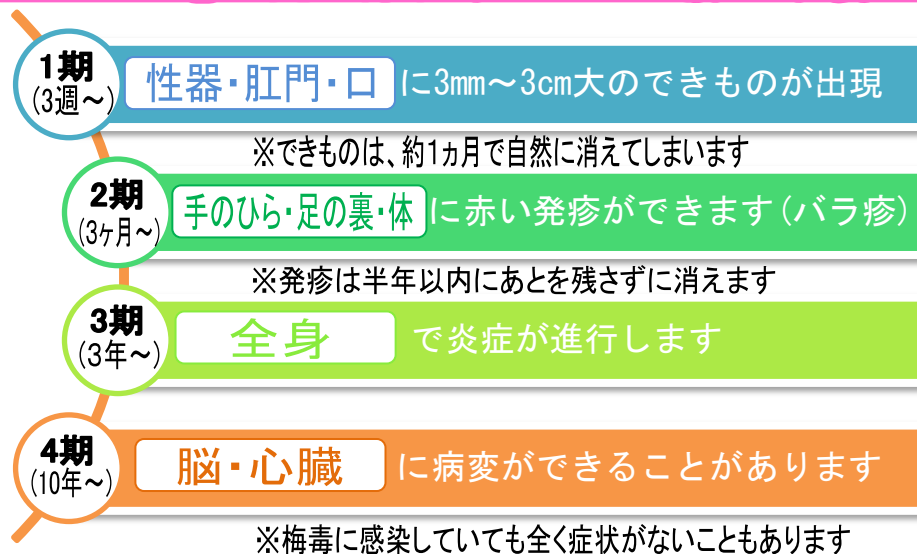 1期
(3週～)
性器・肛門・口に3mm～3cm大のできものが出現
※できものは、約1ヵ月で自然に消えてしまいます
2期
(3ヶ月～)
手のひら・足の裏・体に赤い発疹ができます(バラ疹)
※発疹は半年以内にあとを残さずに消えます
3期
(3年～)
全身で炎症が進行します
4期
(10年～)
脳・心臓に病変ができることがあります
※梅毒に感染していても全く症状がないこともあります